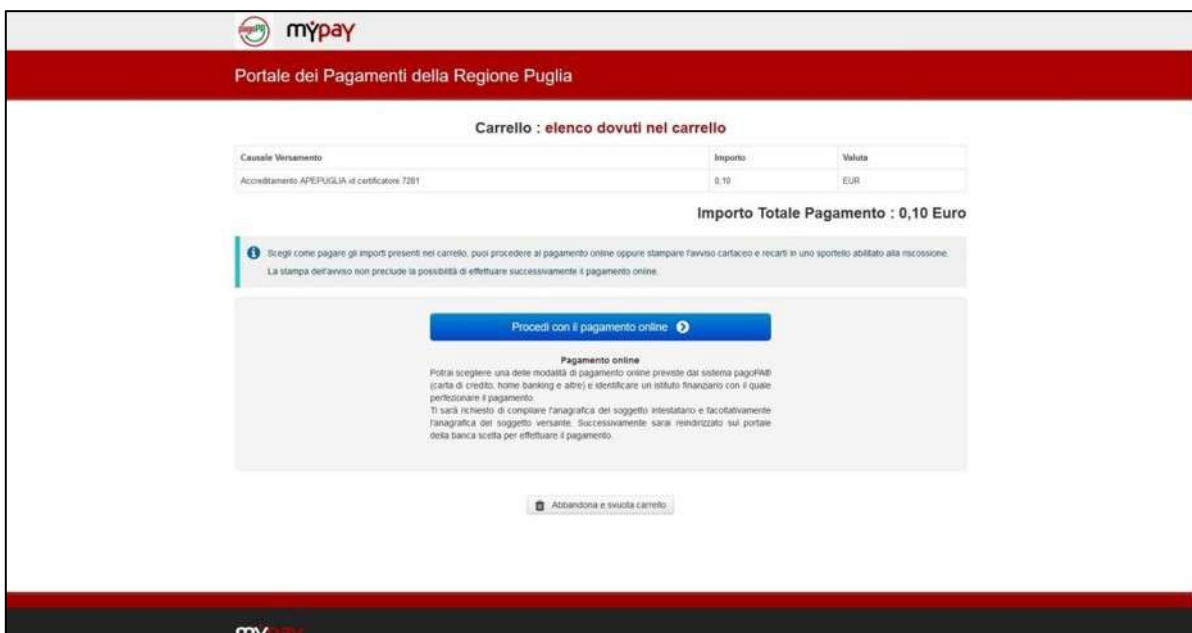 pagoPA mypay
Portale dei Pagamenti della Regione Puglia
Carrello : elenco dovuti nel carrello
Causale Versamento Importo Valuta
Accreditamento APEPUGLIA id certificatore 7281 0,10 EUR
Importo Totale Pagamento : 0,10 Euro
Scegli come pagare gli importi presenti nel carrello, puoi procedere al pagamento online oppure stampare l'avviso cartaceo e recarti in uno sportello abilitato alla riscossione.
La stampa dell'avviso non preclude la possibilità di effettuare successivamente il pagamento online.
Procedi con il pagamento online
Pagamento online
Potrai scegliere una delle modalità di pagamento online previste dal sistema pagoPA®
(carta di credito, home banking e altre) e identificare un istituto finanziario con il quale
perfezionare il pagamento.
Ti sarà richiesto di compilare l'anagrafica del soggetto intestatario e facoltativamente
l'anagrafica del soggetto versante. Successivamente sarai reindirizzato sul portale
della banca scelta per effettuare il pagamento.
Abbandona e svuota carrello
mypay